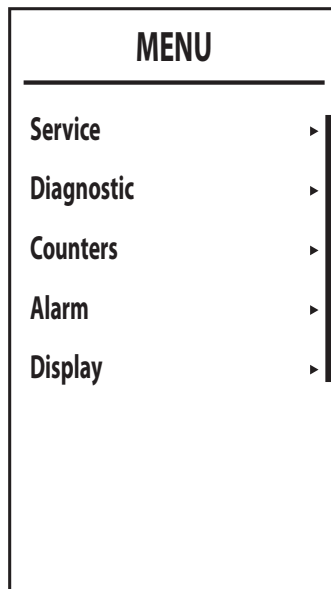 MENU
Service
Diagnostic
Counters
Alarm
Display